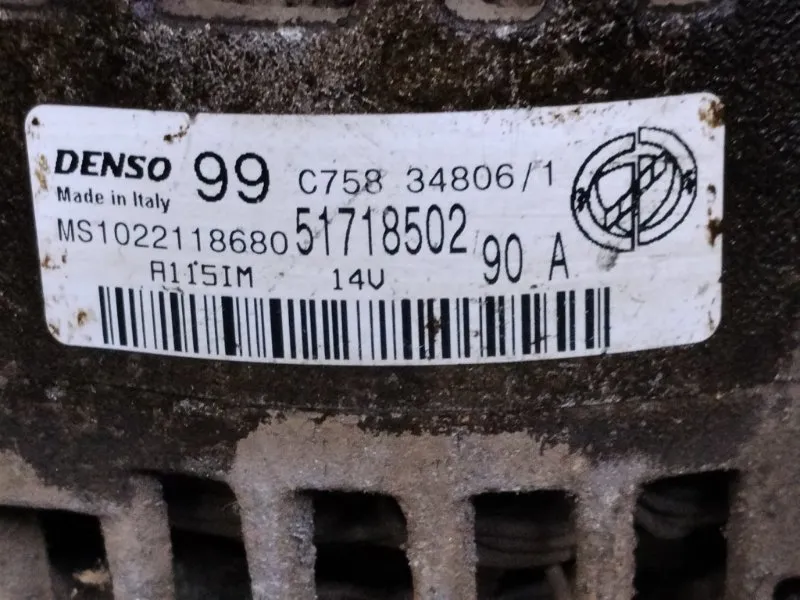 DENSO 99 C758 34806/1
Made in Italy
MS1022118680 51718502 90 A
A115IM 14V